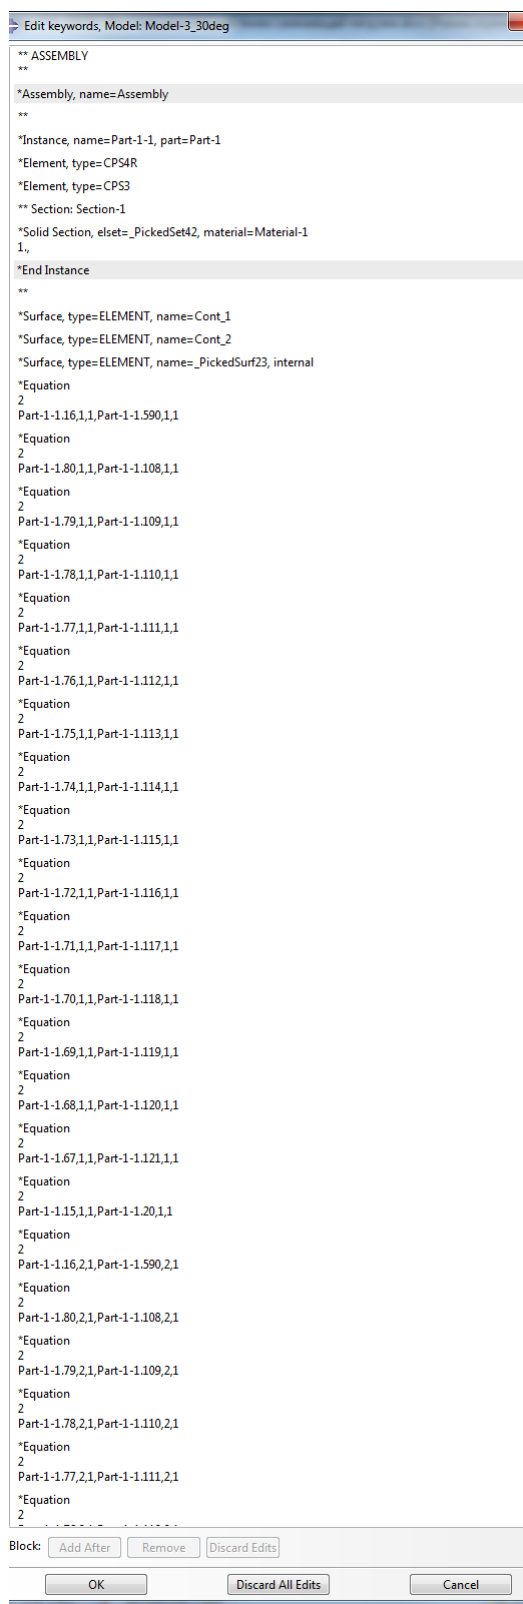 Edit keywords, Model: Model-3_30deg
** ASSEMBLY
**
*Assembly, name=Assembly
**
*Instance, name=Part-1-1, part=Part-1
*Element, type=CPS4R
*Element, type=CPS3
** Section: Section-1
*Solid Section, elset=_PickedSet42, material=Material-1
1.,
*End Instance
**
*Surface, type=ELEMENT, name=Cont_1
*Surface, type=ELEMENT, name=Cont_2
*Surface, type=ELEMENT, name=_PickedSurf23, internal
*Equation
2
Part-1-1.16,1,1,Part-1-1.590,1,1
*Equation
2
Part-1-1.80,1,1,Part-1-1.108,1,1
*Equation
2
Part-1-1.79,1,1,Part-1-1.109,1,1
*Equation
2
Part-1-1.78,1,1,Part-1-1.110,1,1
*Equation
2
Part-1-1.77,1,1,Part-1-1.111,1,1
*Equation
2
Part-1-1.76,1,1,Part-1-1.112,1,1
*Equation
2
Part-1-1.75,1,1,Part-1-1.113,1,1
*Equation
2
Part-1-1.74,1,1,Part-1-1.114,1,1
*Equation
2
Part-1-1.73,1,1,Part-1-1.115,1,1
*Equation
2
Part-1-1.72,1,1,Part-1-1.116,1,1
*Equation
2
Part-1-1.71,1,1,Part-1-1.117,1,1
*Equation
2
Part-1-1.70,1,1,Part-1-1.118,1,1
*Equation
2
Part-1-1.69,1,1,Part-1-1.119,1,1
*Equation
2
Part-1-1.68,1,1,Part-1-1.120,1,1
*Equation
2
Part-1-1.67,1,1,Part-1-1.121,1,1
*Equation
2
Part-1-1.15,1,1,Part-1-1.20,1,1
*Equation
2
Part-1-1.16,2,1,Part-1-1.590,2,1
*Equation
2
Part-1-1.80,2,1,Part-1-1.108,2,1
*Equation
2
Part-1-1.79,2,1,Part-1-1.109,2,1
*Equation
2
Part-1-1.78,2,1,Part-1-1.110,2,1
*Equation
2
Part-1-1.77,2,1,Part-1-1.111,2,1
*Equation
2
Block: Add After Remove Discard Edits
OK Discard All Edits Cancel